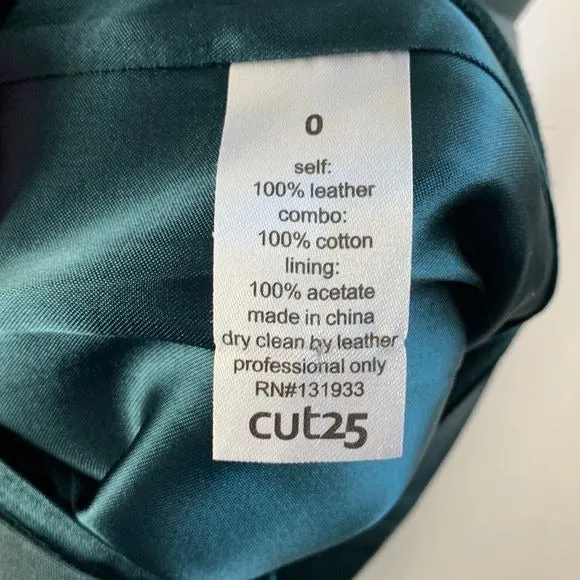 0
self:
100% leather
combo:
100% cotton
lining:
100% acetate
made in china
dry clean by leather
professional only
RN#131933
cut25